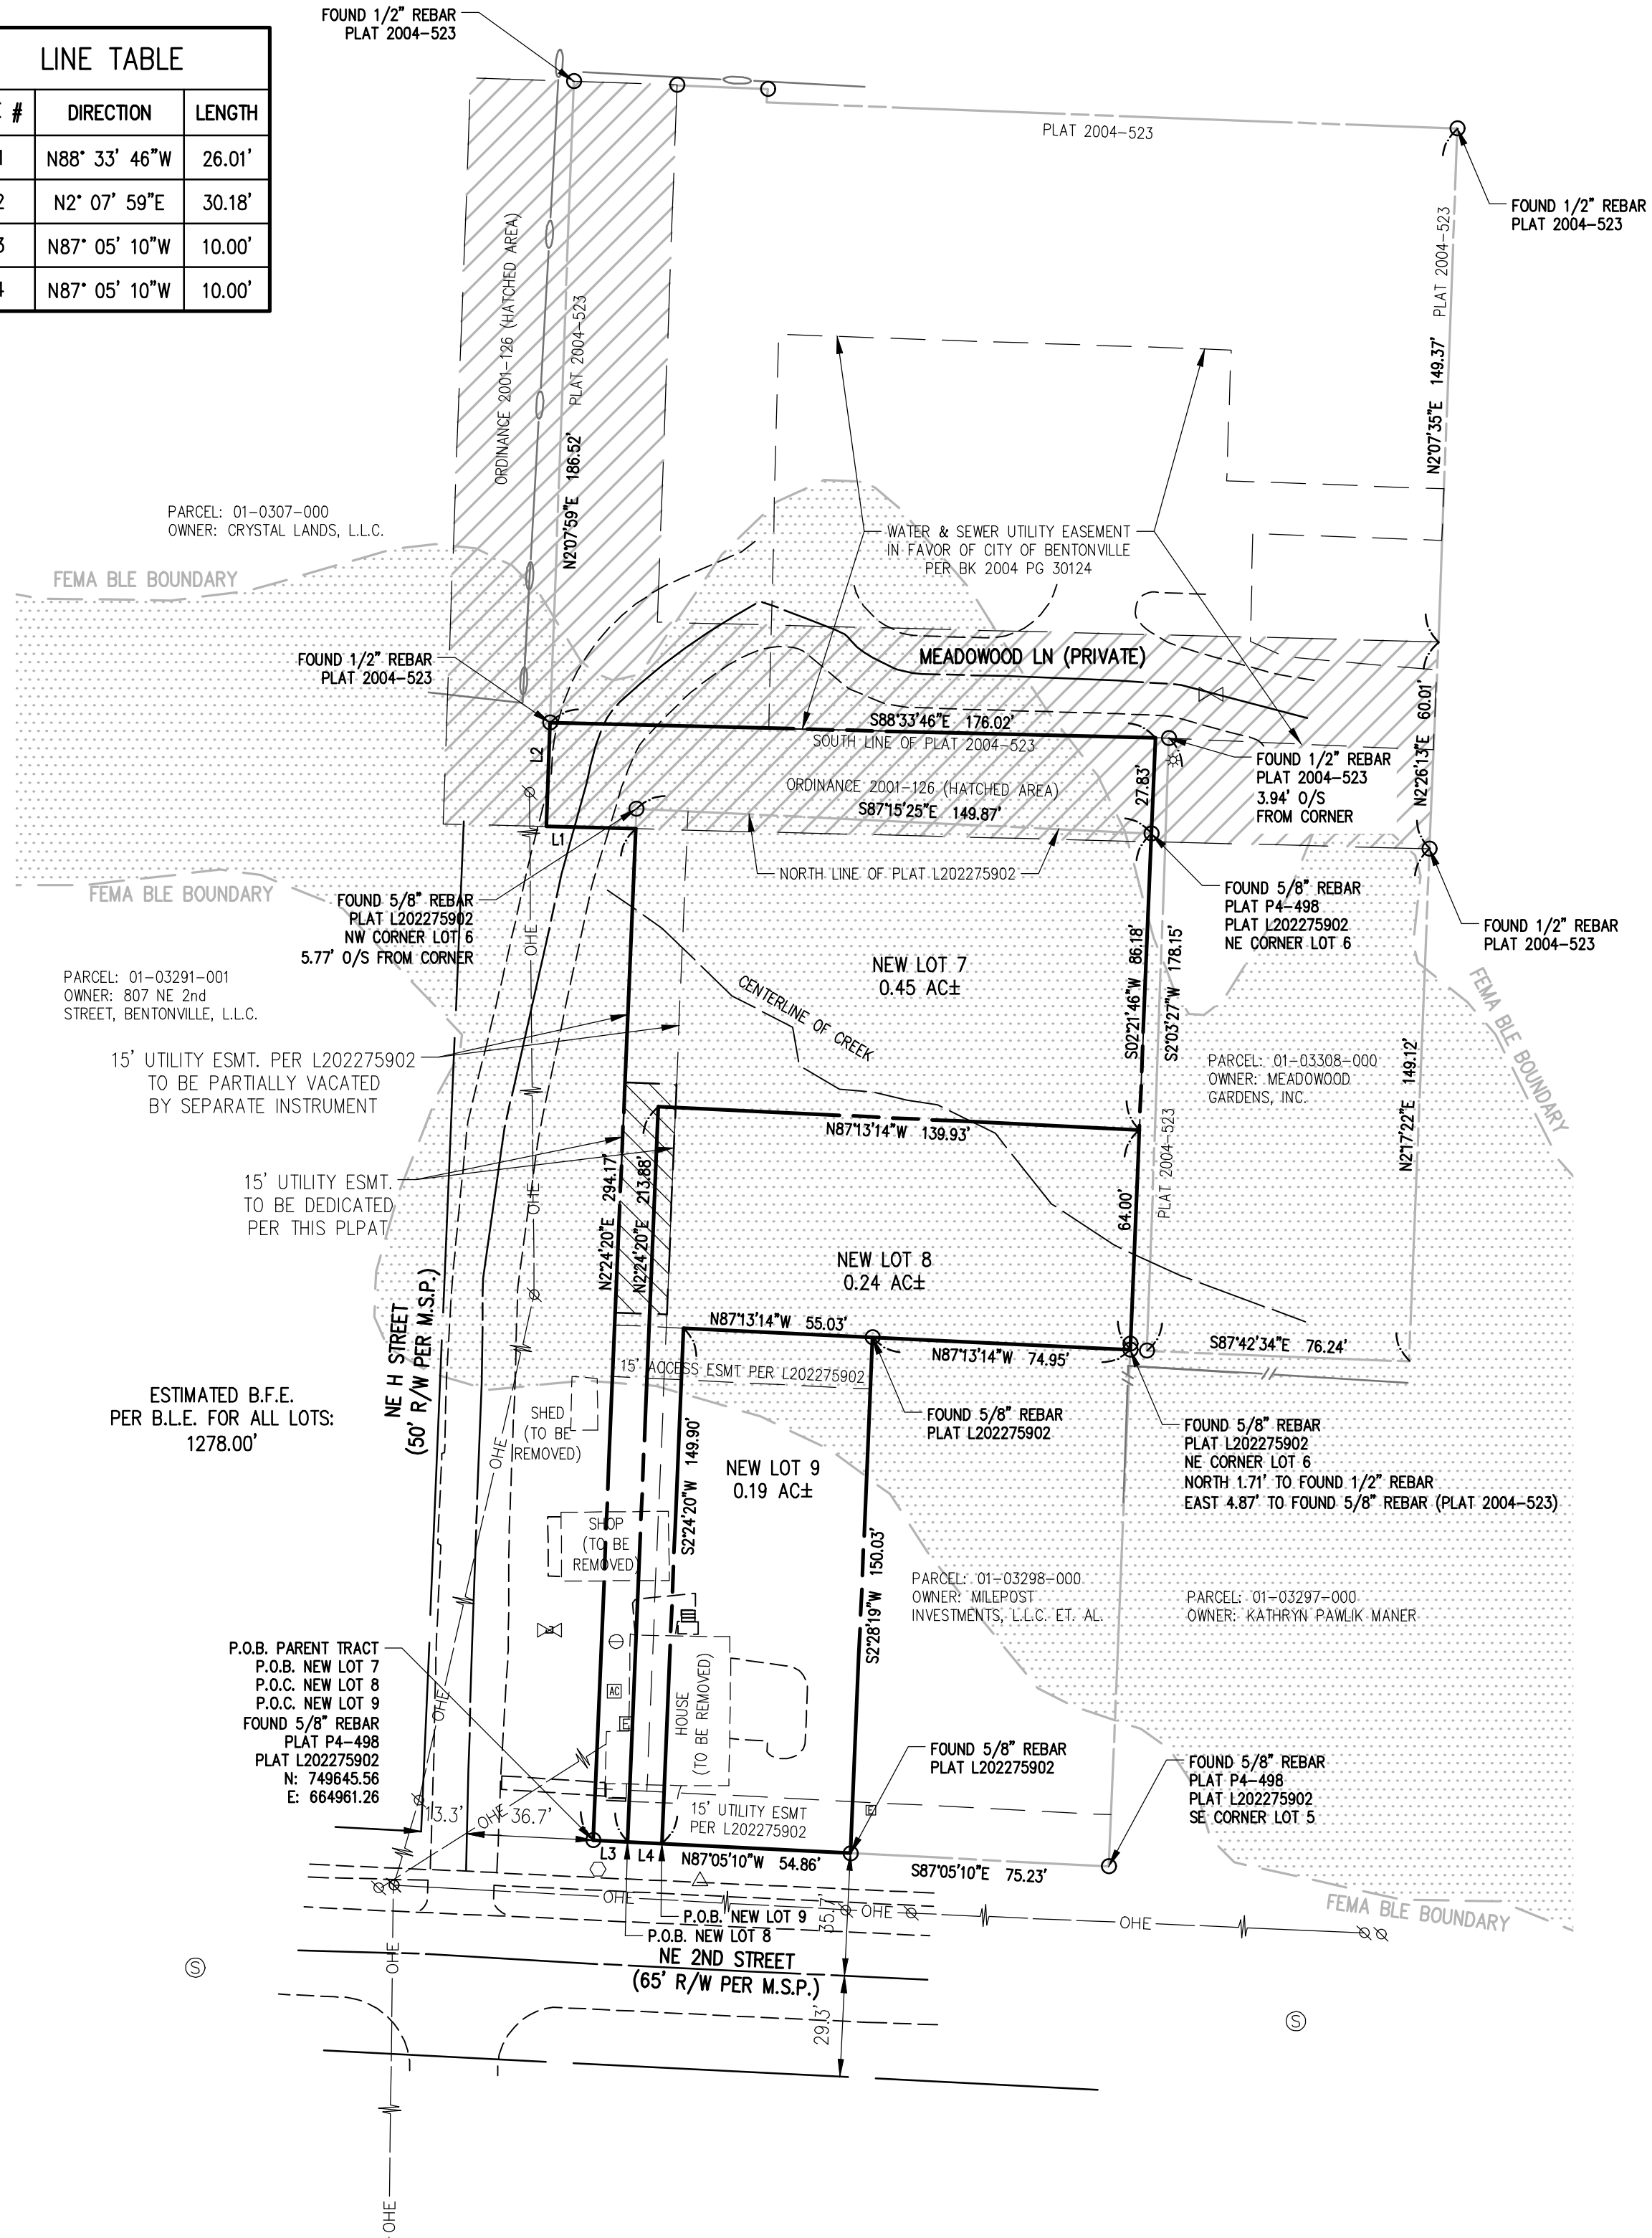 FOUND 1/2" REBAR
PLAT 2004-523
LINE TABLE
# DIRECTION LENGTH
N88° 33' 46"W 26.01'
2 N2° 07' 59"E 30.18'
3 N87° 05' 10"W 10.00'
N87° 05' 10"W 10.00'
PLAT 2004-523
FOUND 1/2" REBAR
PLAT 2004-523
PLAT 2004-523
N2°07'35"E 149.37'
ORDINANCE 2001-126 (HATCHED AREA)
PLAT 2004-523
N2°07'59"E 186.52'
PARCEL: 01-0307-000
OWNER: CRYSTAL LANDS, L.L.C.
WATER & SEWER UTILITY EASEMENT
IN FAVOR OF CITY OF BENTONVILLE
PER BK 2004 PG 30124
FEMA BLE BOUNDARY
MEADOWOOD LN (PRIVATE)
FOUND 1/2" REBAR
PLAT 2004-523
N2°26'13"E 60.01'
S88°33'46"E 176.02'
SOUTH LINE OF PLAT 2004-523
L2
ORDINANCE 2001-126 (HATCHED AREA)
S87°15'25"E 149.87'
27.83'
FOUND 1/2" REBAR
PLAT 2004-523
3.94' O/S
FROM CORNER
L1
NORTH LINE OF PLAT L202275902
FEMA BLE BOUNDARY
FOUND 5/8" REBAR
PLAT L202275902
NW CORNER LOT 6
5.77' O/S FROM CORNER
OHE
FOUND 5/8" REBAR
PLAT P4-498
PLAT L202275902
NE CORNER LOT 6
FOUND 1/2" REBAR
PLAT 2004-523
NEW LOT 7
0.45 AC±
CENTERLINE OF CREEK
S02°21'46"W 86.18'
S2°03'27"W 178.15'
FEMA BLE BOUNDARY
PARCEL: 01-03291-001
OWNER: 807 NE 2nd
STREET, BENTONVILLE, L.L.C.
15' UTILITY ESMT. PER L202275902
TO BE PARTIALLY VACATED
BY SEPARATE INSTRUMENT
PARCEL: 01-03308-000
OWNER: MEADOWOOD
GARDENS, INC.
N2°17'22"E 149.12'
N87°13'14"W 139.93'
PLAT 2004-523
15' UTILITY ESMT.
TO BE DEDICATED
PER THIS PLPAT
OHE
N2°24'20"E 294.17'
N2°24'20"E 213.88'
64.00'
NEW LOT 8
0.24 AC±
NE H STREET
(50' R/W PER M.S.P.)
N87°13'14"W 55.03'
N87°13'14"W 74.95'
S87°42'34"E 76.24'
15' ACCESS ESMT PER L202275902
ESTIMATED B.F.E.
PER B.L.E. FOR ALL LOTS:
1278.00'
SHED
(TO BE
REMOVED)
OHE
FOUND 5/8" REBAR
PLAT L202275902
FOUND 5/8" REBAR
PLAT L202275902
NE CORNER LOT 6
NORTH 1.71' TO FOUND 1/2" REBAR
EAST 4.87' TO FOUND 5/8" REBAR (PLAT 2004-523)
S2°24'20"W 149.90'
NEW LOT 9
0.19 AC±
SHOP
(TO BE
REMOVED)
S2°28'19"W 150.03'
PARCEL: 01-03298-000
OWNER: MILEPOST
INVESTMENTS, L.L.C. ET. AL.
PARCEL: 01-03297-000
OWNER: KATHRYN PAWLIK MANER
P.O.B. PARENT TRACT
P.O.B. NEW LOT 7
P.O.C. NEW LOT 8
P.O.C. NEW LOT 9
FOUND 5/8" REBAR
PLAT P4-498
PLAT L202275902
N: 749645.56
E: 664961.26
OHE
AC
E
HOUSE
(TO BE REMOVED)
FOUND 5/8" REBAR
PLAT L202275902
FOUND 5/8" REBAR
PLAT P4-498
PLAT L202275902
SE CORNER LOT 5
13.3'
OHE
36.7'
15' UTILITY ESMT
PER L202275902
E
L3
L4
N87°05'10"W 54.86'
S87°05'10"E 75.23'
OHE
P.O.B. NEW LOT 9
P.O.B. NEW LOT 8
35.7'
OHE
OHE
FEMA BLE BOUNDARY
NE 2ND STREET
(65' R/W PER M.S.P.)
OHE
S
S
29.3'
OHE